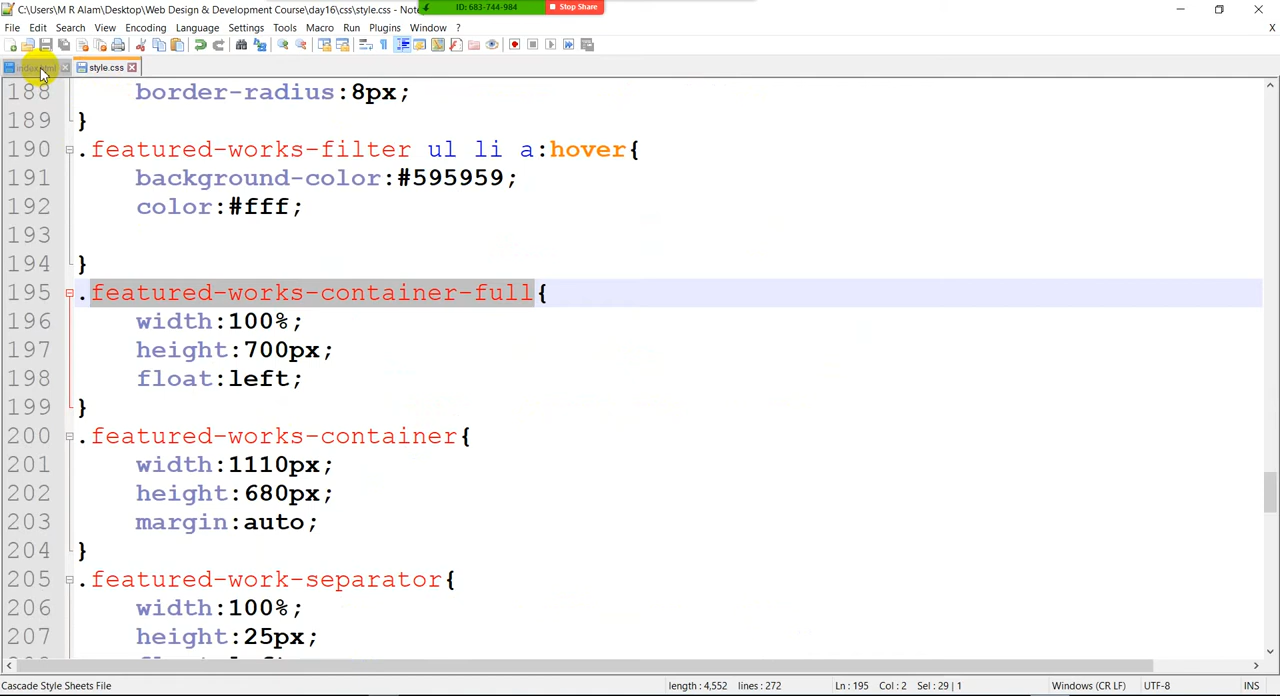 C:\Users\M R Alam\Desktop\Web Design & Development Course\day16\css\style.css - Note
ID: 683-744-984
Stop Share
File Edit Search View Encoding Language Settings Tools Macro Run Plugins Window ?
X
index.html style.css
188 border-radius:8px;
189 }
190 .featured-works-filter ul li a:hover{
191 background-color:#595959;
192 color:#fff;
193
194 }
195 .featured-works-container-full{
196 width:100%;
197 height:700px;
198 float:left;
199 }
200 .featured-works-container{
201 width:1110px;
202 height:680px;
203 margin:auto;
204 }
205 .featured-work-separator{
206 width:100%;
207 height:25px;
Cascade Style Sheets File length : 4,552 lines : 272 Ln : 195 Col : 2 Sel : 29 | 1 Windows (CR LF) UTF-8 INS